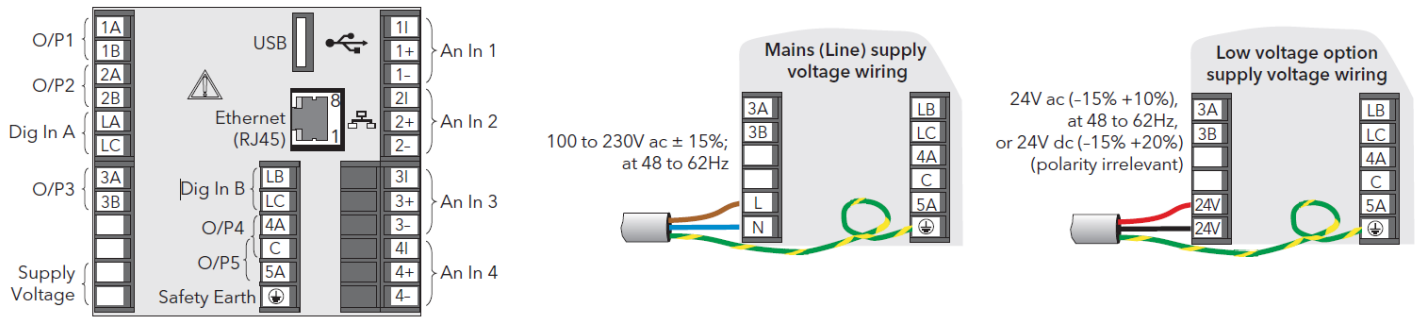 O/P1
O/P2
Dig In A
O/P3
Supply
Voltage
1A
1B
2A
2B
LA
LC
3A
3B
USB
Ethernet
(RJ45)
8
1
Dig In B
O/P4
O/P5
Safety Earth
LB
LC
4A
C
5A
1I
1+
1–
2I
2+
2–
3I
3+
3–
4I
4+
4–
An In 1
An In 2
An In 3
An In 4
Mains (Line) supply
voltage wiring
100 to 230V ac ± 15%;
at 48 to 62Hz
3A
3B
L
N
LB
LC
4A
C
5A
Low voltage option
supply voltage wiring
24V ac (–15% +10%),
at 48 to 62Hz,
or 24V dc (–15% +20%)
(polarity irrelevant)
3A
3B
24V
24V
LB
LC
4A
C
5A